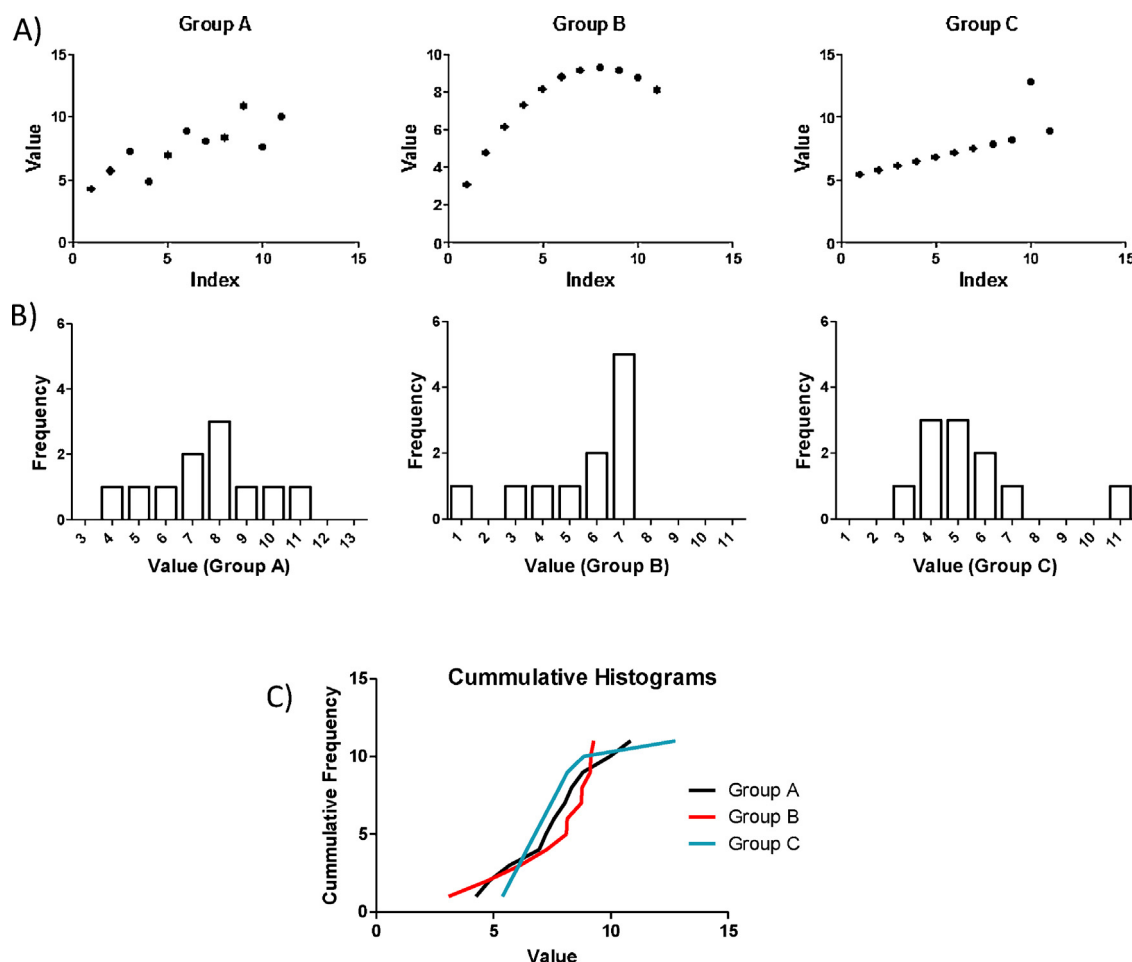 A)
Group A
Group B
Group C
Value
15
10
5
0
0
5
10
15
Index
Value
10
8
6
4
2
0
0
5
10
15
Index
Value
15
10
5
0
0
5
10
15
Index
B)
Frequency
6
4
2
0
3 4 5 6 7 8 9 10 11 12 13
Value (Group A)
Frequency
6
4
2
0
1 2 3 4 5 6 7 8 9 10 11
Value (Group B)
Frequency
6
4
2
0
1 2 3 4 5 6 7 8 9 10 11
Value (Group C)
C)
Cummulative Histograms
Cummulative Frequency
15
10
5
0
0
5
10
15
Value
Group A
Group B
Group C